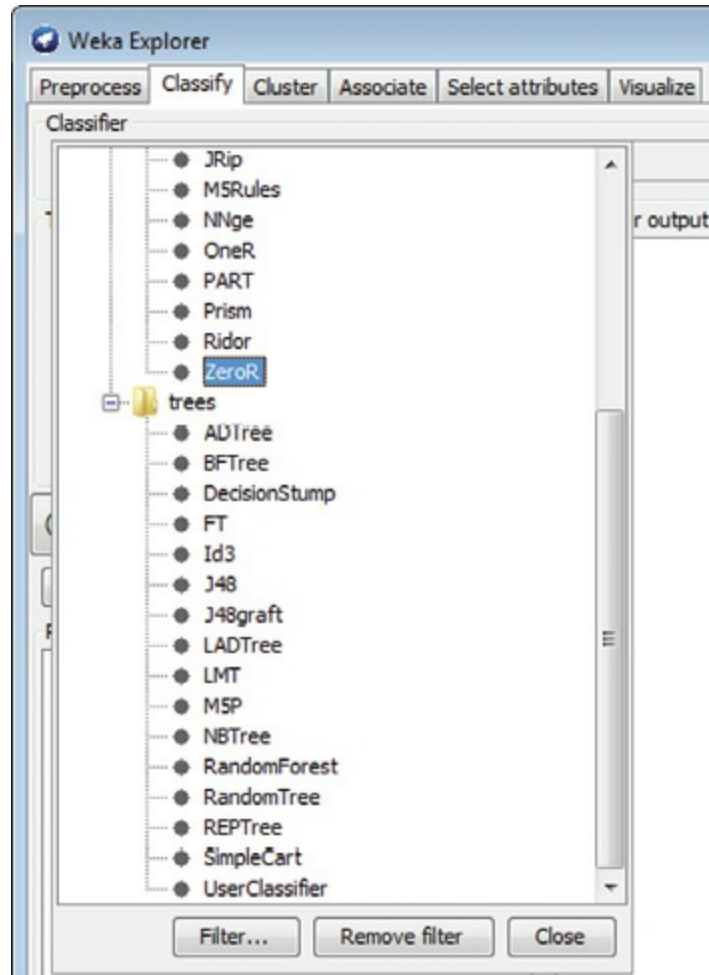 Weka Explorer
Preprocess Classify Cluster Associate Select attributes Visualize
Classifier
JRip
M5Rules
NNge
r output
OneR
PART
Prism
Ridor
ZeroR
trees
ADTree
BFTree
DecisionStump
FT
Id3
J48
J48graft
LADTree
LMT
M5P
NBTree
RandomForest
RandomTree
REPTree
SimpleCart
UserClassifier
Filter... Remove filter Close